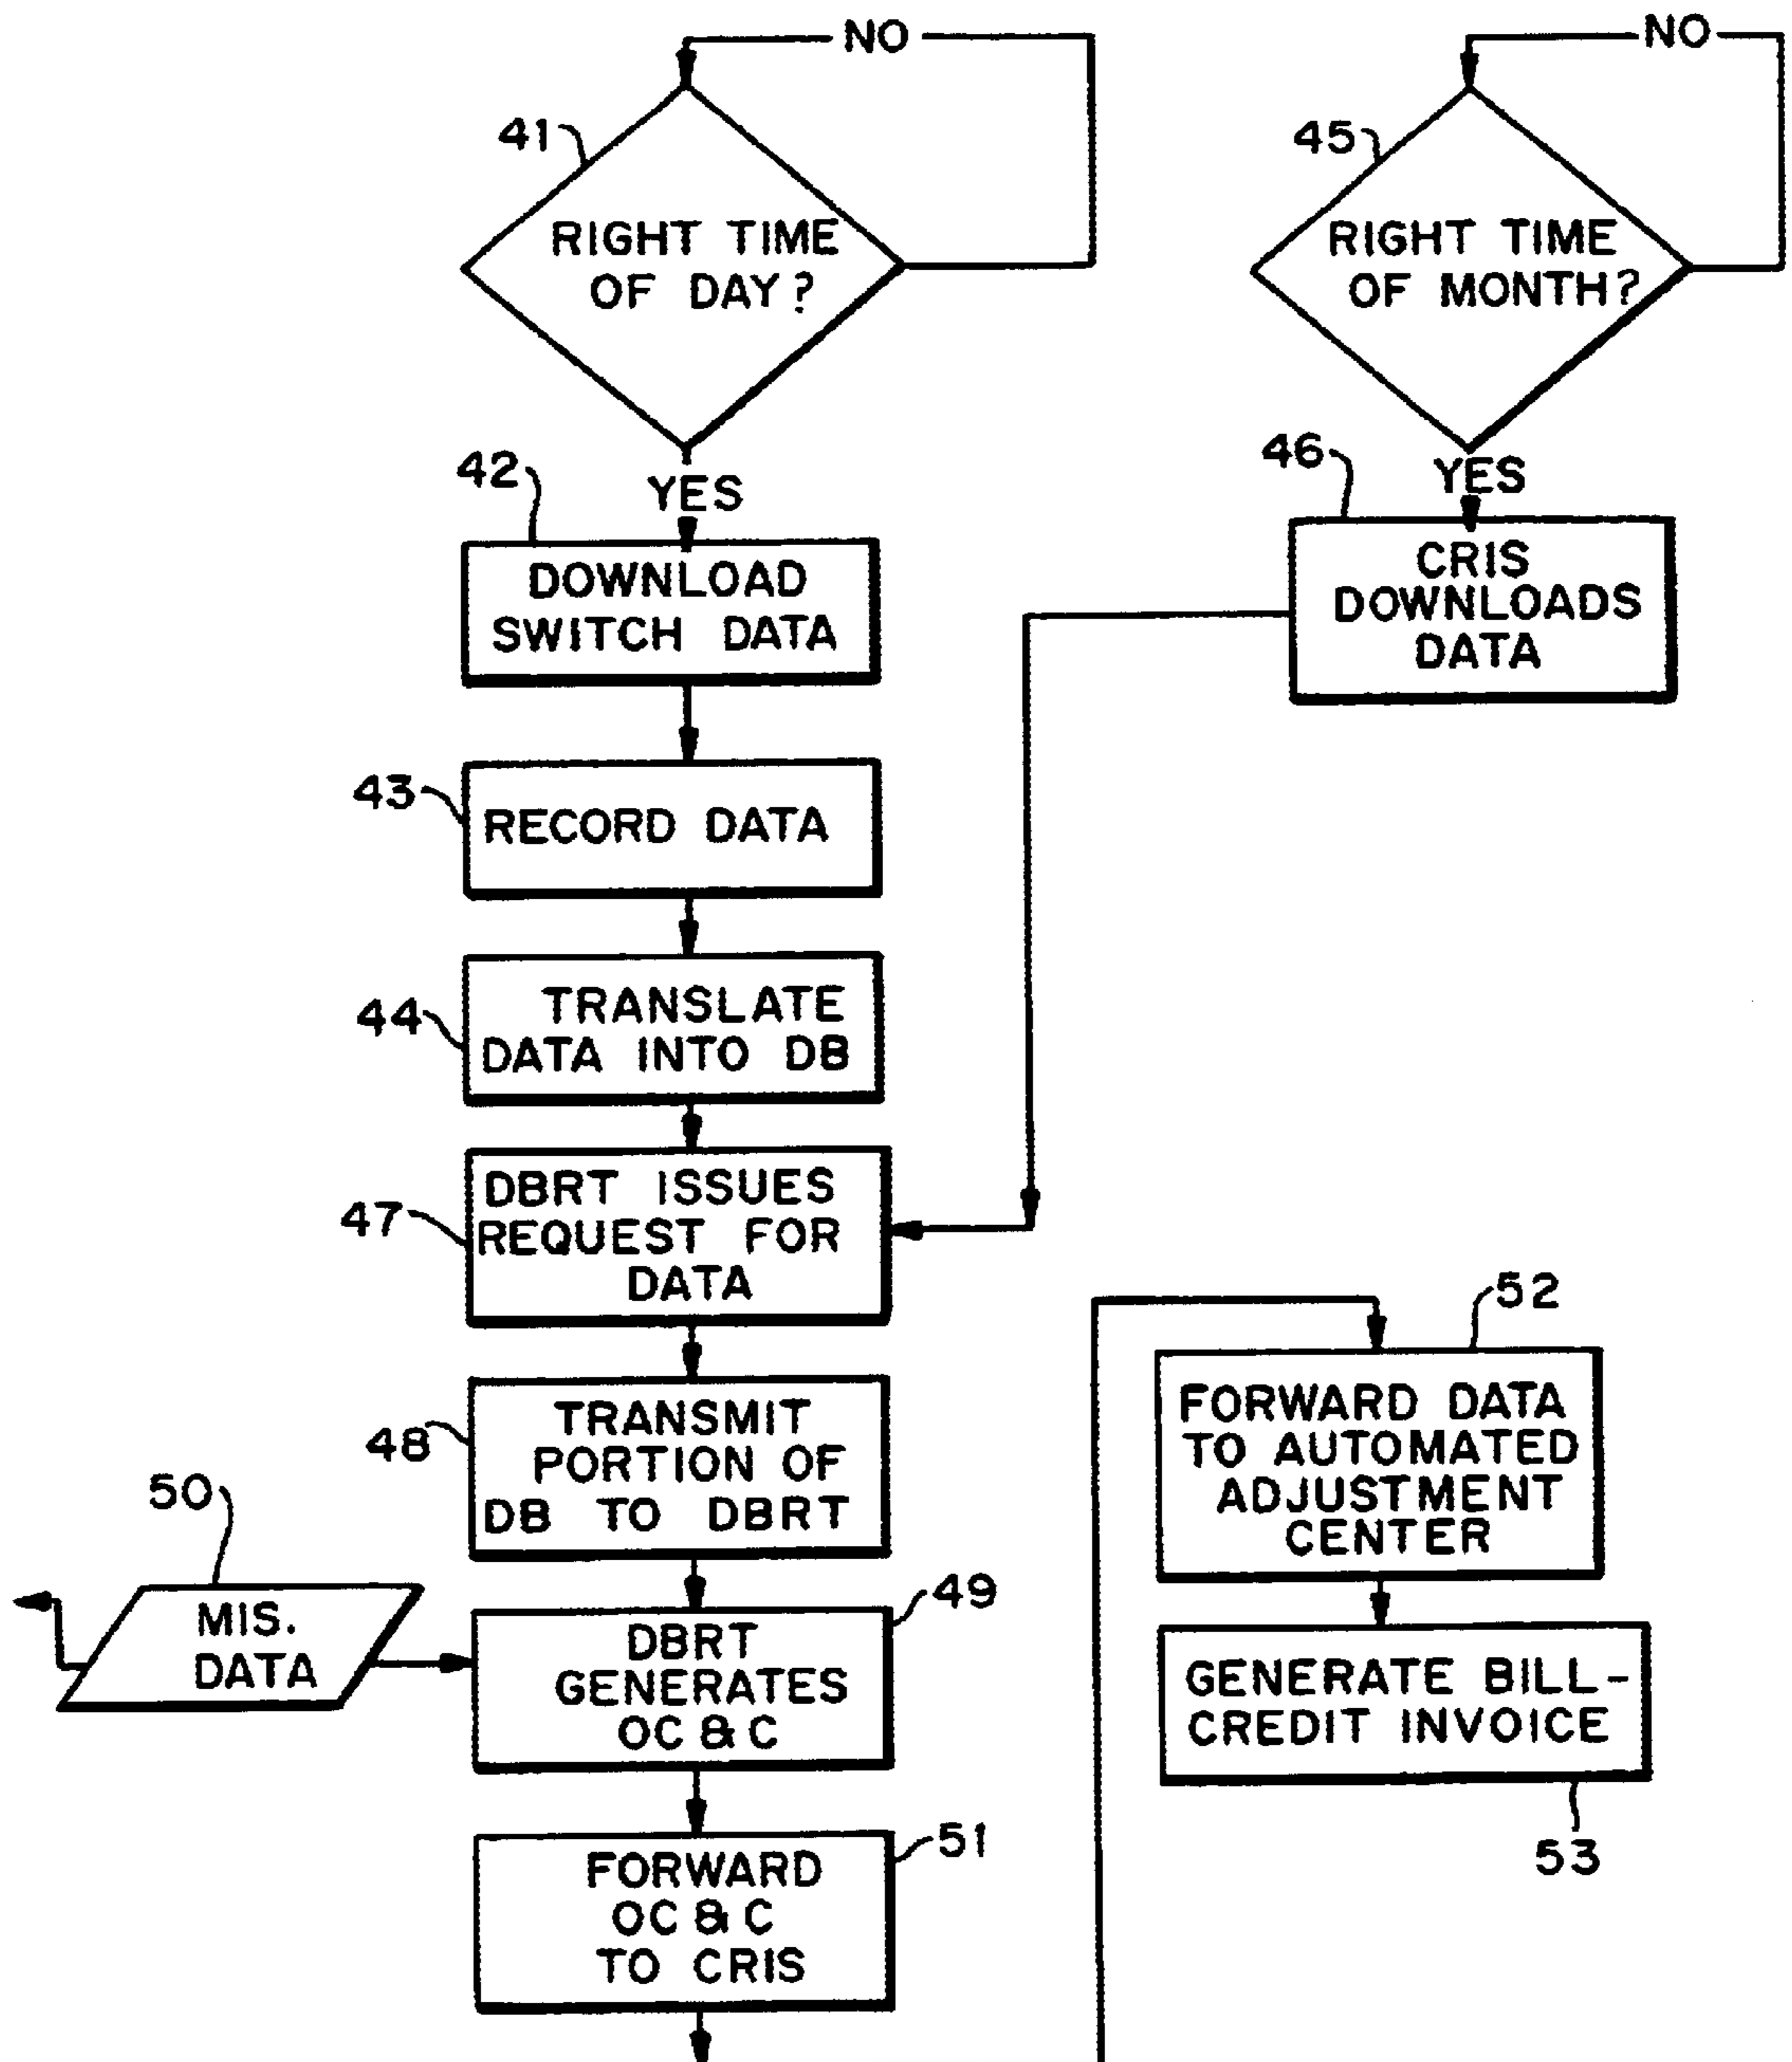 NO
41
RIGHT TIME
OF DAY?
YES
42
DOWNLOAD
SWITCH DATA
43
RECORD DATA
44
TRANSLATE
DATA INTO DB
47
DBRT ISSUES
REQUEST FOR
DATA
48
TRANSMIT
PORTION OF
DB TO DBRT
50
MIS.
DATA
49
DBRT
GENERATES
OC & C
51
FORWARD
OC & C
TO CRIS
NO
45
RIGHT TIME
OF MONTH?
YES
46
CRIS
DOWNLOADS
DATA
52
FORWARD DATA
TO AUTOMATED
ADJUSTMENT
CENTER
GENERATE BILL-
CREDIT INVOICE
53